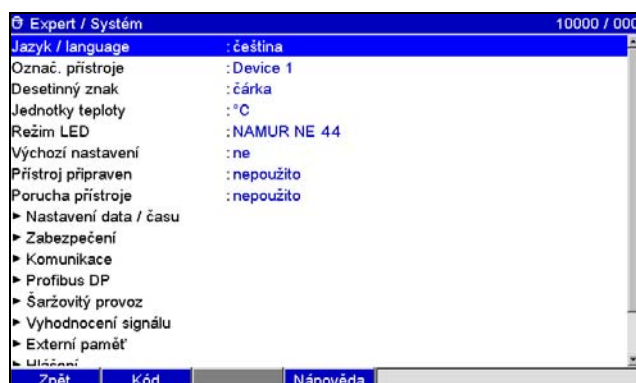 Expert / Systém 10000 / 000
Jazyk / language :čeština
Označ. přístroje :Device 1
Desetinný znak :čárka
Jednotky teploty :°C
Režim LED :NAMUR NE 44
Výchozí nastavení :ne
Přístroj připraven :nepoužito
Porucha přístroje :nepoužito
► Nastavení data / času
► Zabezpečení
► Komunikace
► Profibus DP
► Šaržovitý provoz
► Vyhodnocení signálu
► Externí paměť
► Hlášení
Zpět Kód Nápověda